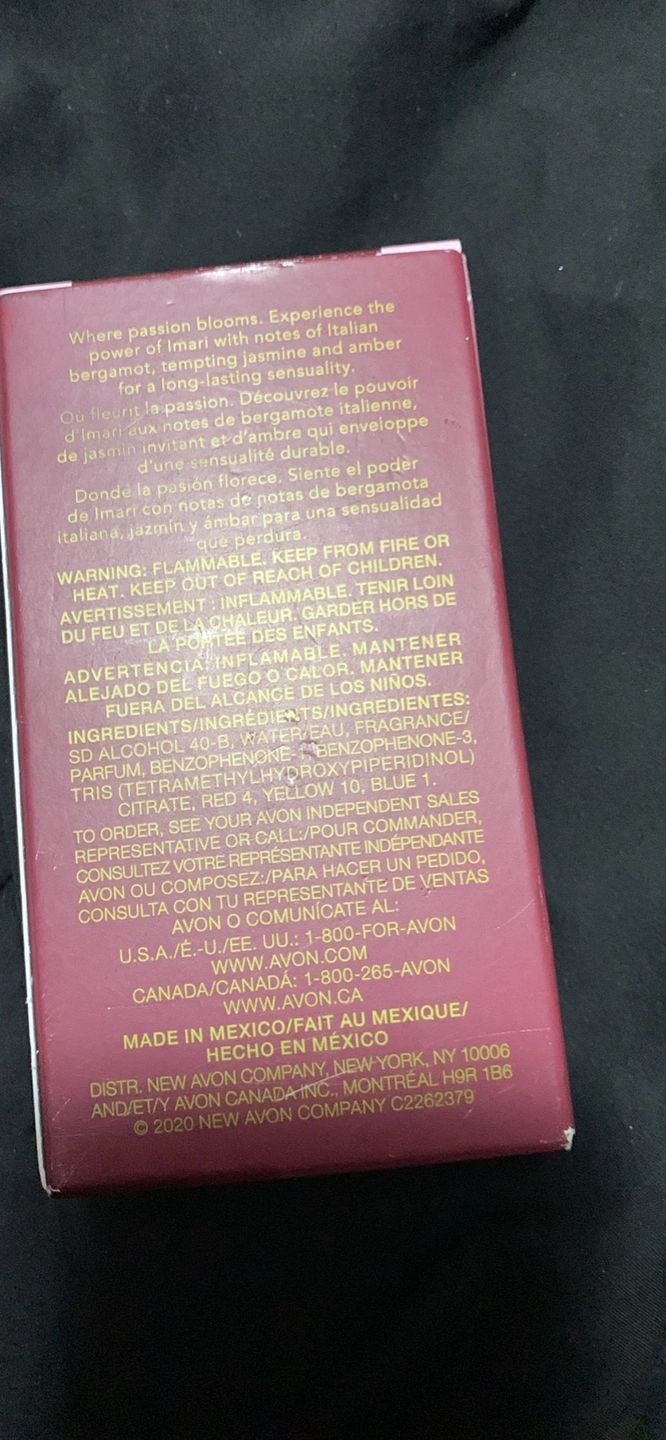 Where passion blooms. Experience the
power of Imari with notes of Italian
bergamot, tempting jasmine and amber
for a long-lasting sensuality.
Où fleurit la passion. Découvrez le pouvoir
d'Imari aux notes de bergamote italienne,
de jasmin invitant et d'ambre qui enveloppe
d'une sensualité durable.
Donde la pasión florece. Siente el poder
de Imari con notas de notas de bergamota
italiana, jazmín y ámbar para una sensualidad
que perdura.
WARNING: FLAMMABLE. KEEP FROM FIRE OR
HEAT. KEEP OUT OF REACH OF CHILDREN.
AVERTISSEMENT : INFLAMMABLE. TENIR LOIN
DU FEU ET DE LA CHALEUR. GARDER HORS DE
LA PORTÉE DES ENFANTS.
ADVERTENCIA: INFLAMABLE. MANTENER
ALEJADO DEL FUEGO O CALOR. MANTENER
FUERA DEL ALCANCE DE LOS NIÑOS.
INGREDIENTS/INGRÉDIENTS/INGREDIENTES:
SD ALCOHOL 40-B, WATER/EAU, FRAGRANCE/
PARFUM, BENZOPHENONE- BENZOPHENONE-3,
TRIS (TETRAMETHYLHYDROXYPIPERIDINOL)
CITRATE, RED 4, YELLOW 10, BLUE 1.
TO ORDER, SEE YOUR AVON INDEPENDENT SALES
REPRESENTATIVE OR CALL:/POUR COMMANDER,
CONSULTEZ VOTRE REPRÉSENTANTE INDÉPENDANTE
AVON OU COMPOSEZ:/PARA HACER UN PEDIDO,
CONSULTA CON TU REPRESENTANTE DE VENTAS
AVON O COMUNÍCATE AL:
U.S.A./É.-U./EE. UU.: 1-800-FOR-AVON
WWW.AVON.COM
CANADA/CANADÁ: 1-800-265-AVON
WWW.AVON.CA
MADE IN MEXICO/FAIT AU MEXIQUE/
HECHO EN MÉXICO
DISTR. NEW AVON COMPANY, NEW YORK, NY 10006
AND/ET/Y AVON CANADA INC., MONTRÉAL H9R 1B6
© 2020 NEW AVON COMPANY C2262379